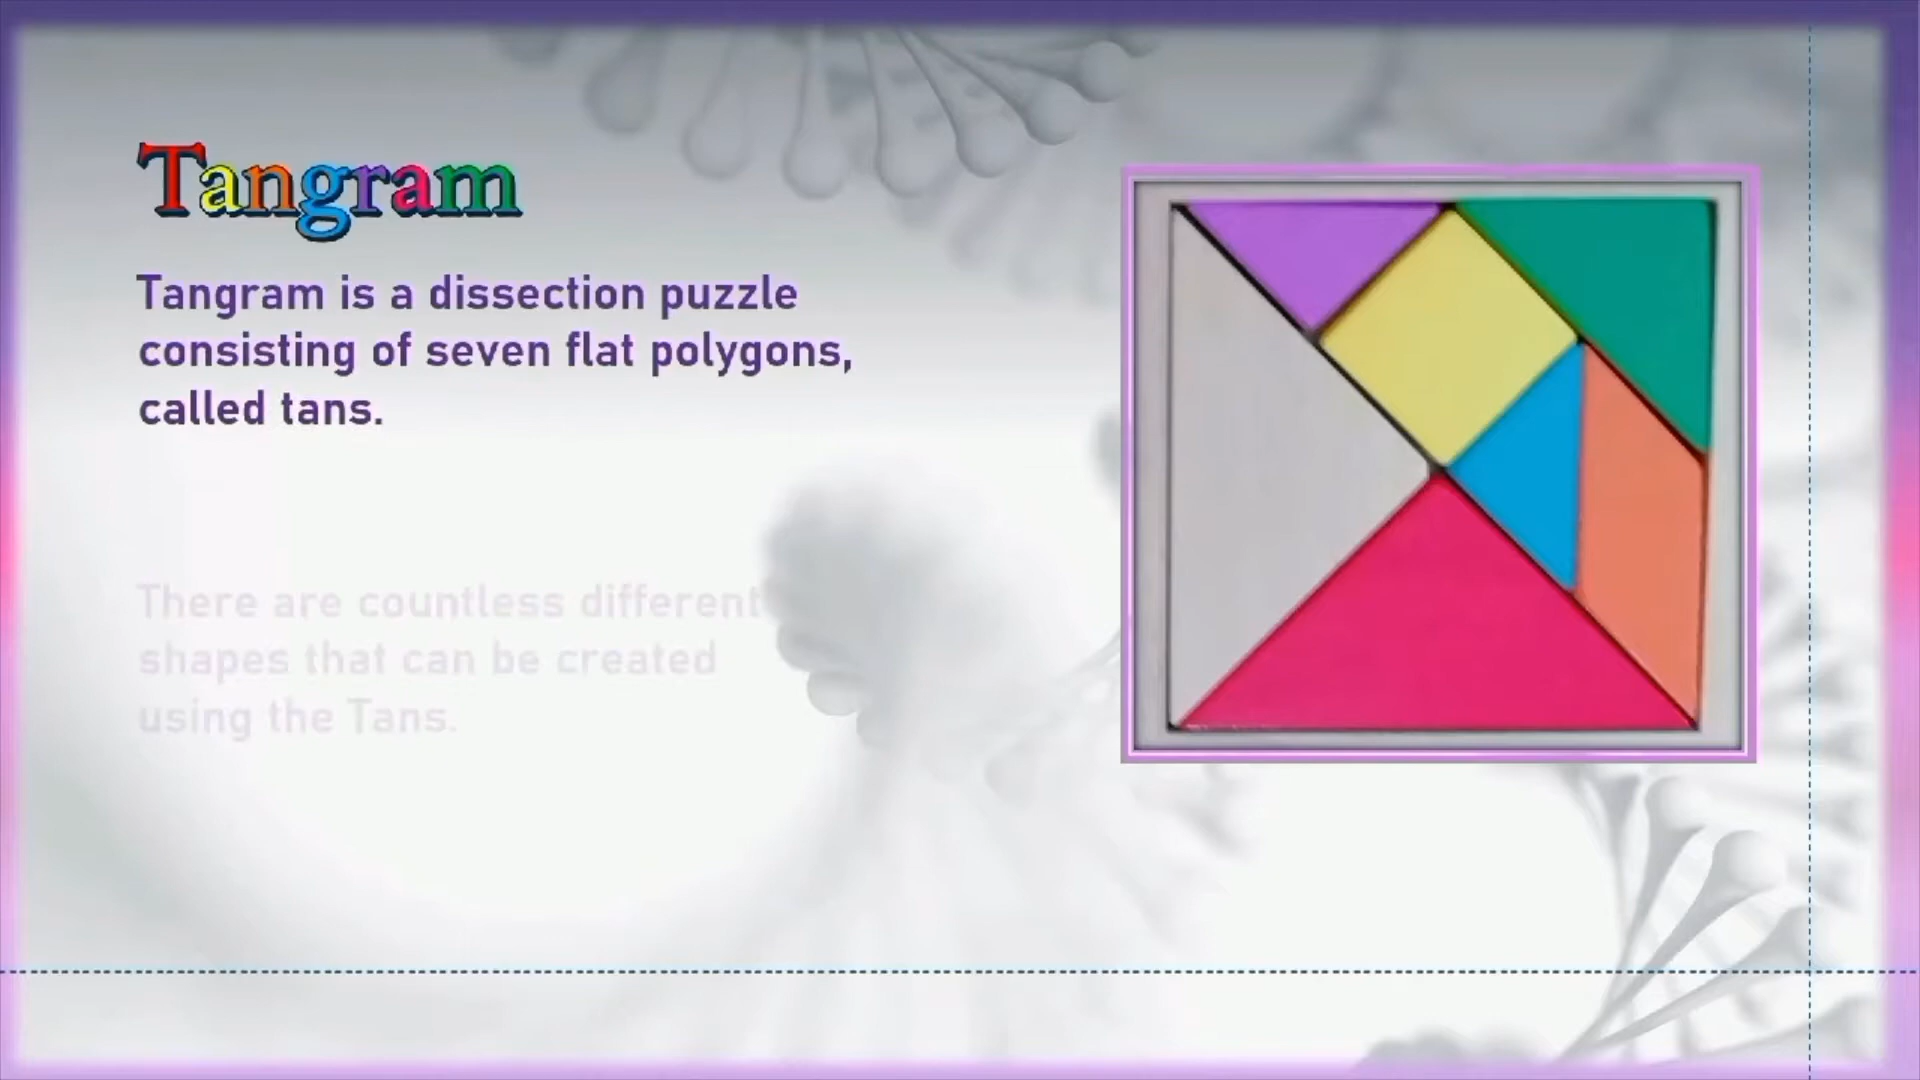 Tangram
Tangram is a dissection puzzle
consisting of seven flat polygons,
called tans.
There are countless different
shapes that can be created
using the Tans.